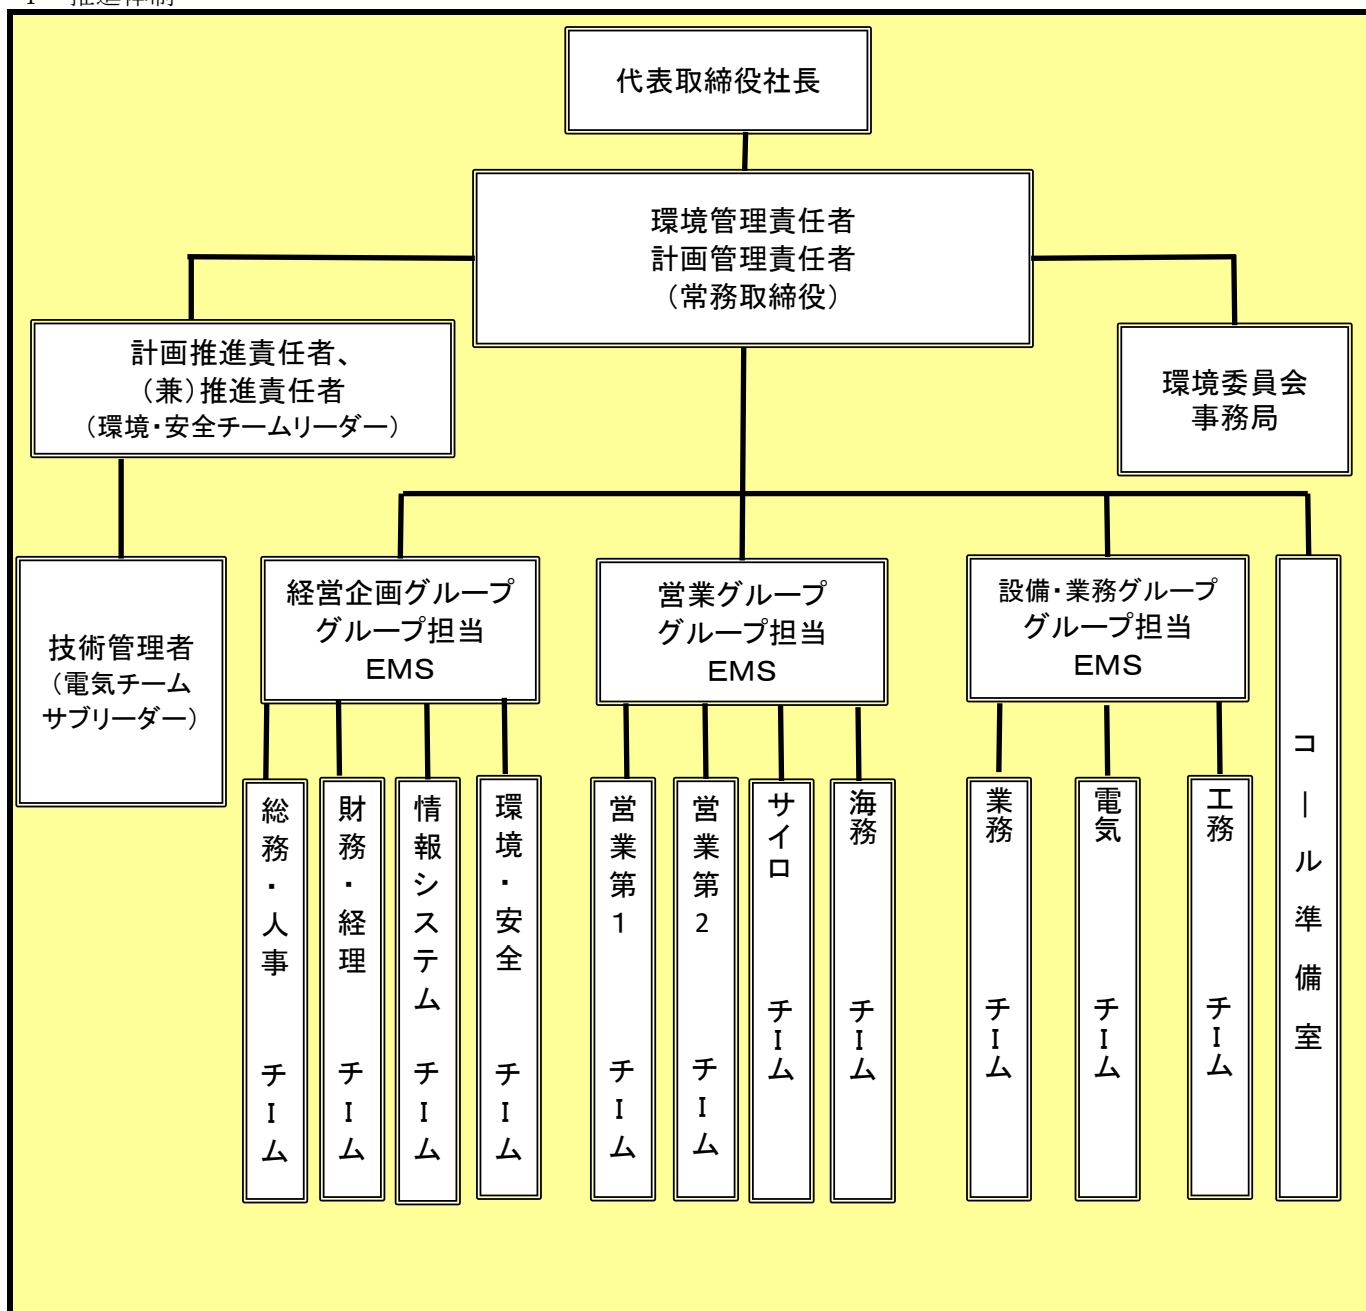 推進体制
代表取締役社長
環境管理責任者
計画管理責任者
（常務取締役）
計画推進責任者、
（兼）推進責任者
（環境・安全チームリーダー）
環境委員会
事務局
技術管理者
（電気チーム
サブリーダー）
経営企画グループ
グループ担当
EMS
営業グループ
グループ担当
EMS
設備・業務グループ
グループ担当
EMS
総務・人事 チーム
財務・経理 チーム
情報システム チーム
環境・安全 チーム
営業第1 チーム
営業第2 チーム
サイロ チーム
海務 チーム
業務 チーム
電気 チーム
工務 チーム
コール準備室